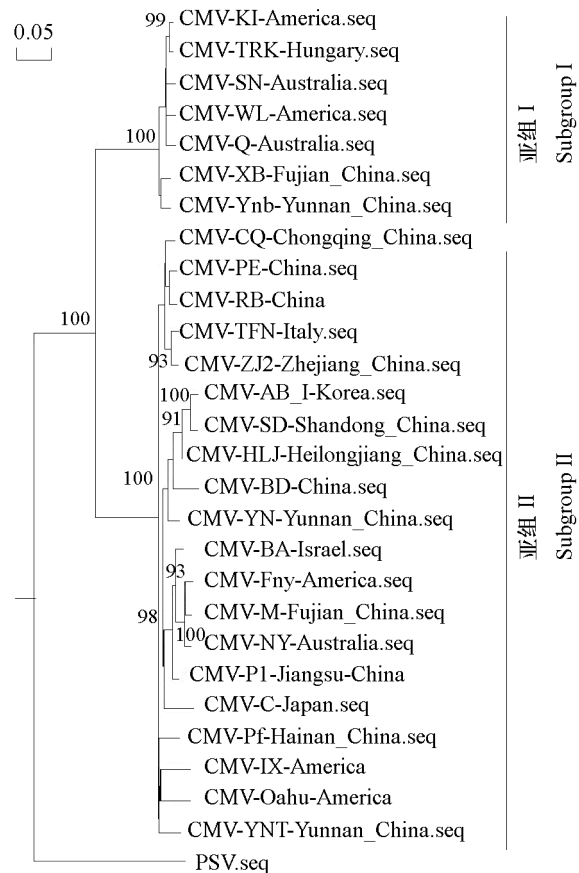 99
CMV-KI-America.seq
0.05
CMV-TRK-Hungary.seq
CMV-SN-Australia.seq
CMV-WL-America.seq
100
CMV-Q-Australia.seq
CMV-XB-Fujian_China.seq
CMV-Ynb-Yunnan_China.seq
亚组 I
Subgroup I
CMV-CQ-Chongqing_China.seq
CMV-PE-China.seq
CMV-RB-China
100
CMV-TFN-Italy.seq
93
CMV-ZJ2-Zhejiang_China.seq
100
CMV-AB_I-Korea.seq
91
CMV-SD-Shandong_China.seq
CMV-HLJ-Heilongjiang_China.seq
100
CMV-BD-China.seq
CMV-YN-Yunnan_China.seq
CMV-BA-Israel.seq
93
CMV-Fny-America.seq
98
CMV-M-Fujian_China.seq
100
CMV-NY-Australia.seq
CMV-P1-Jiangsu-China
CMV-C-Japan.seq
CMV-Pf-Hainan_China.seq
CMV-IX-America
CMV-Oahu-America
CMV-YNT-Yunnan_China.seq
亚组 II
Subgroup II
PSV.seq